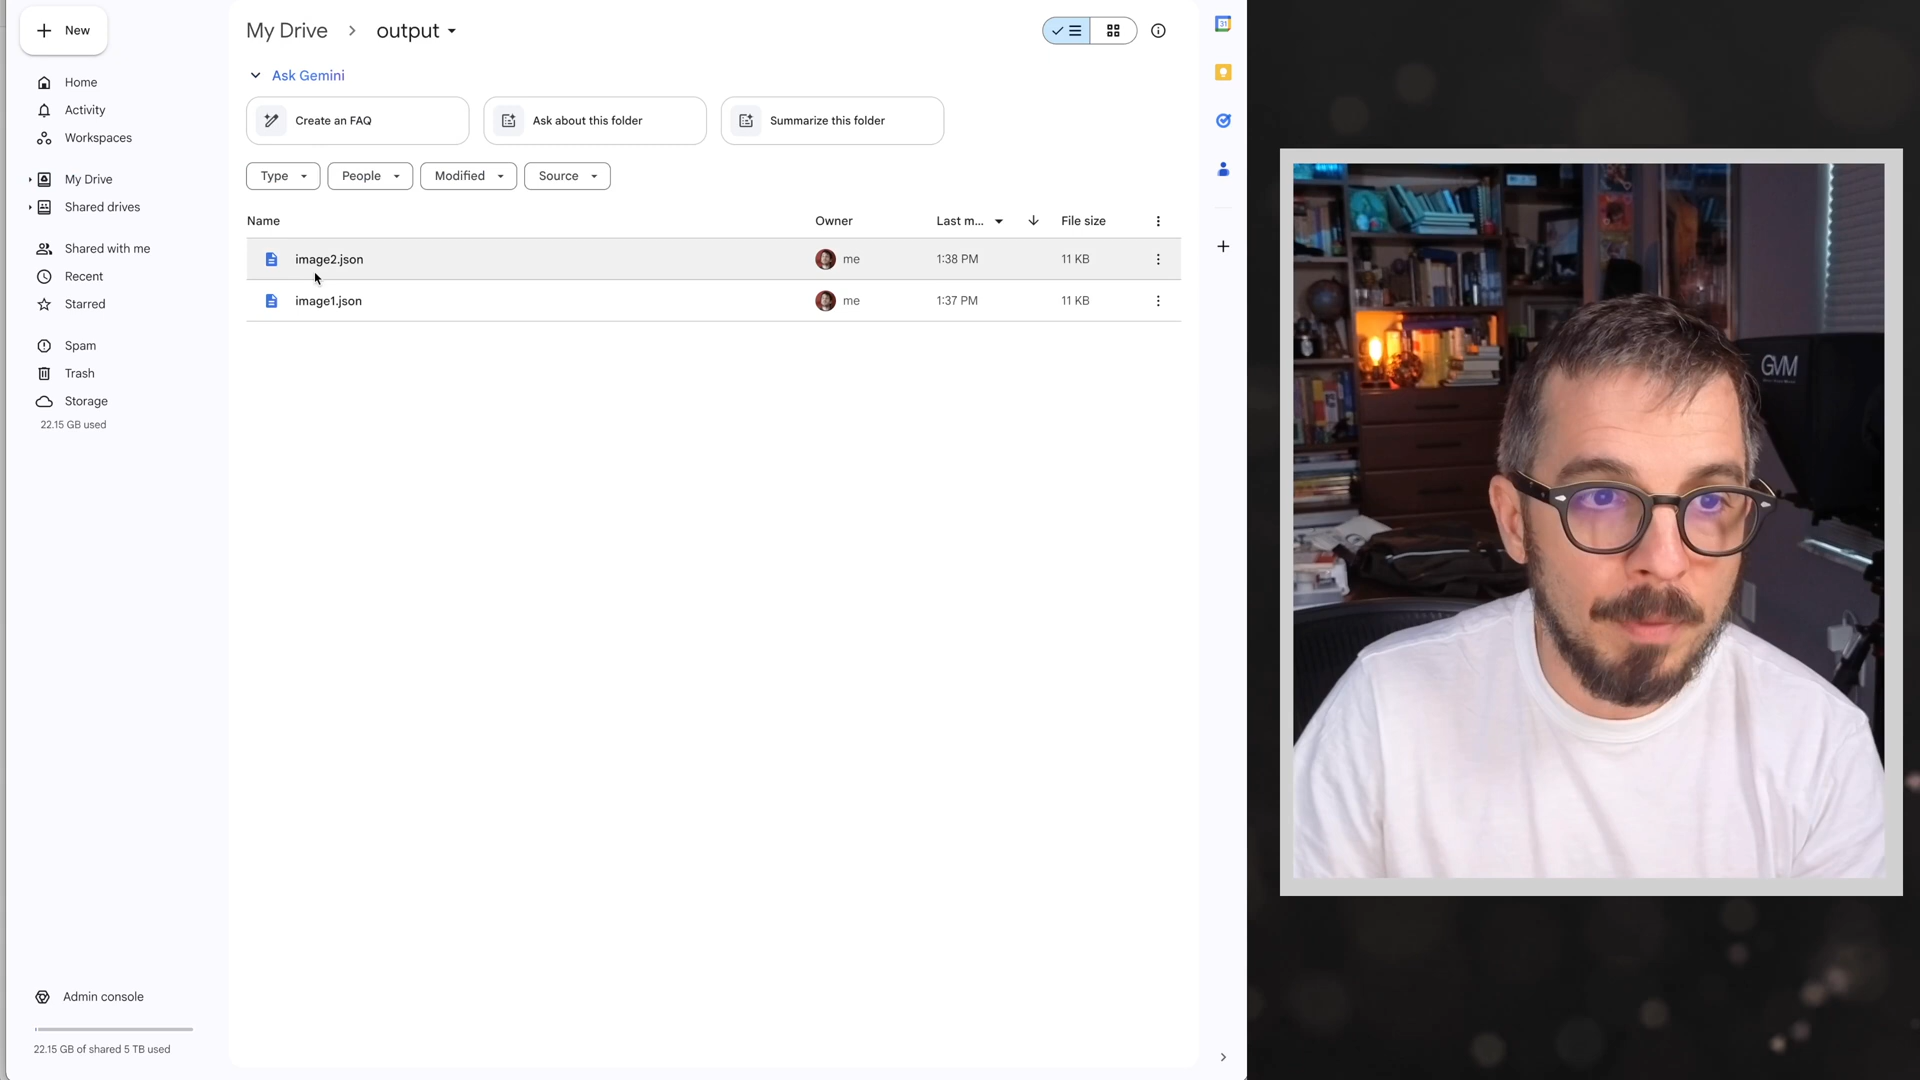 New
My Drive > output
Ask Gemini
Create an FAQ
Ask about this folder
Summarize this folder
Type
People
Modified
Source
Name
Owner
Last m...
File size
image2.json
me
1:38 PM
11 KB
image1.json
me
1:37 PM
11 KB
Home
Activity
Workspaces
My Drive
Shared drives
Shared with me
Recent
Starred
Spam
Trash
Storage
22.15 GB used
Admin console
22.15 GB of shared 5 TB used
31
GVM